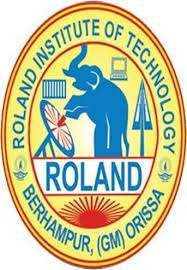 ROLAND INSTITUTE OF TECHNOLOGY
ROLAND
BERHAMPUR, (GM) ORISSA